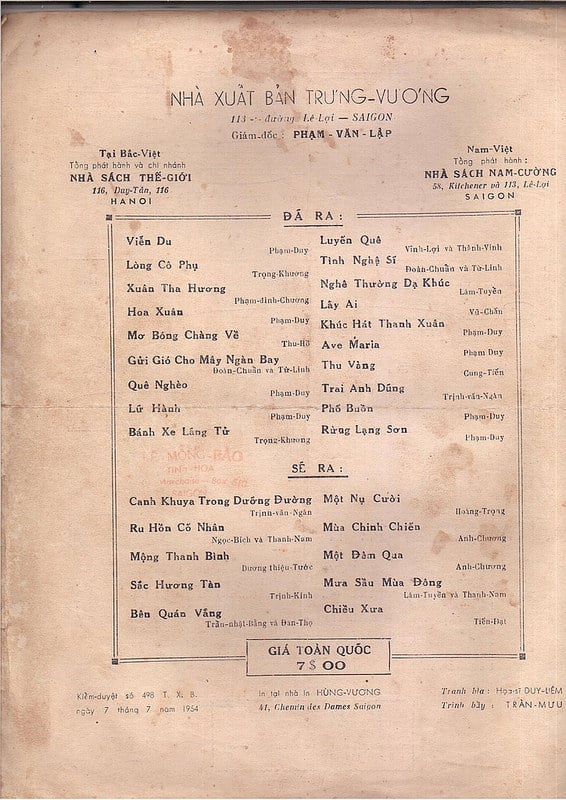 NHÀ XUẤT BẢN TRƯNG-VƯƠNG
113 đường Lê-Lợi — SAIGON
Giám-đốc : PHẠM - VĂN - LẬP
Tại Bắc-Việt
Tổng phát hành và chi nhánh
NHÀ SÁCH THẾ-GIỚI
116, Duy-Tân, 116
HANOI
Nam-Việt
Tổng phát hành :
NHÀ SÁCH NAM-CƯỜNG
58, Kitchener và 113, Lê-Lợi
SAIGON
ĐÃ RA :
Viễn Du
Phạm-Duy
Lòng Cô Phụ
Trọng-Khương
Xuân Tha Hương
Phạm-đình-Chương
Hoa Xuân
Phạm-Duy
Mơ Bóng Chàng Về
Thu-Hồ
Gửi Gió Cho Mây Ngàn Bay
Đoàn-Chuẩn và Từ-Linh
Quê Nghèo
Phạm-Duy
Lữ Hành
Phạm-Duy
Bánh Xe Lãng Tử
Trọng-Khương
Luyến Quê
Vĩnh-Lợi và Thành-Vinh
Tình Nghệ Sĩ
Đoàn-Chuẩn và Từ-Linh
Nghê Thường Dạ Khúc
Lâm-Tuyền
Lây Ai
Vũ-Chấn
Khúc Hát Thanh Xuân
Phạm-Duy
Ave Maria
Phạm Duy
Thu Vàng
Cung-Tiến
Trai Anh Dũng
Trịnh-văn-Ngân
Phố Buồn
Phạm-Duy
Rừng Lạng Sơn
Phạm-Duy
MỘNG-BẢO
TINH HOA
SAIGON
SẼ RA :
Canh Khuya Trong Dưỡng Đường
Trịnh-văn-Ngân
Ru Hồn Cố Nhân
Ngọc-Bích và Thanh-Nam
Mộng Thanh Bình
Dương thiệu-Tước
Sắc Hương Tàn
Trịnh-Kính
Bên Quán Vắng
Trần-nhật-Bằng và Đan-Thọ
Một Nụ Cười
Hoàng-Trọng
Mùa Chinh Chiến
Anh-Chương
Một Đêm Qua
Anh-Chương
Mưa Sầu Mùa Đông
Lâm-Tuyền và Thanh-Nam
Chiều Xưa
Tiến-Đạt
GIÁ TOÀN QUỐC
7$00
Kiểm-duyệt số 498 T. X. B.
ngày 7 tháng 7 năm 1954
In tại nhà in HÙNG-VƯƠNG
41, Chemin des Dames Saigon
Tranh bìa : Họa-sĩ DUY-LIÊM
Trình bầy : TRẦN-MƯU